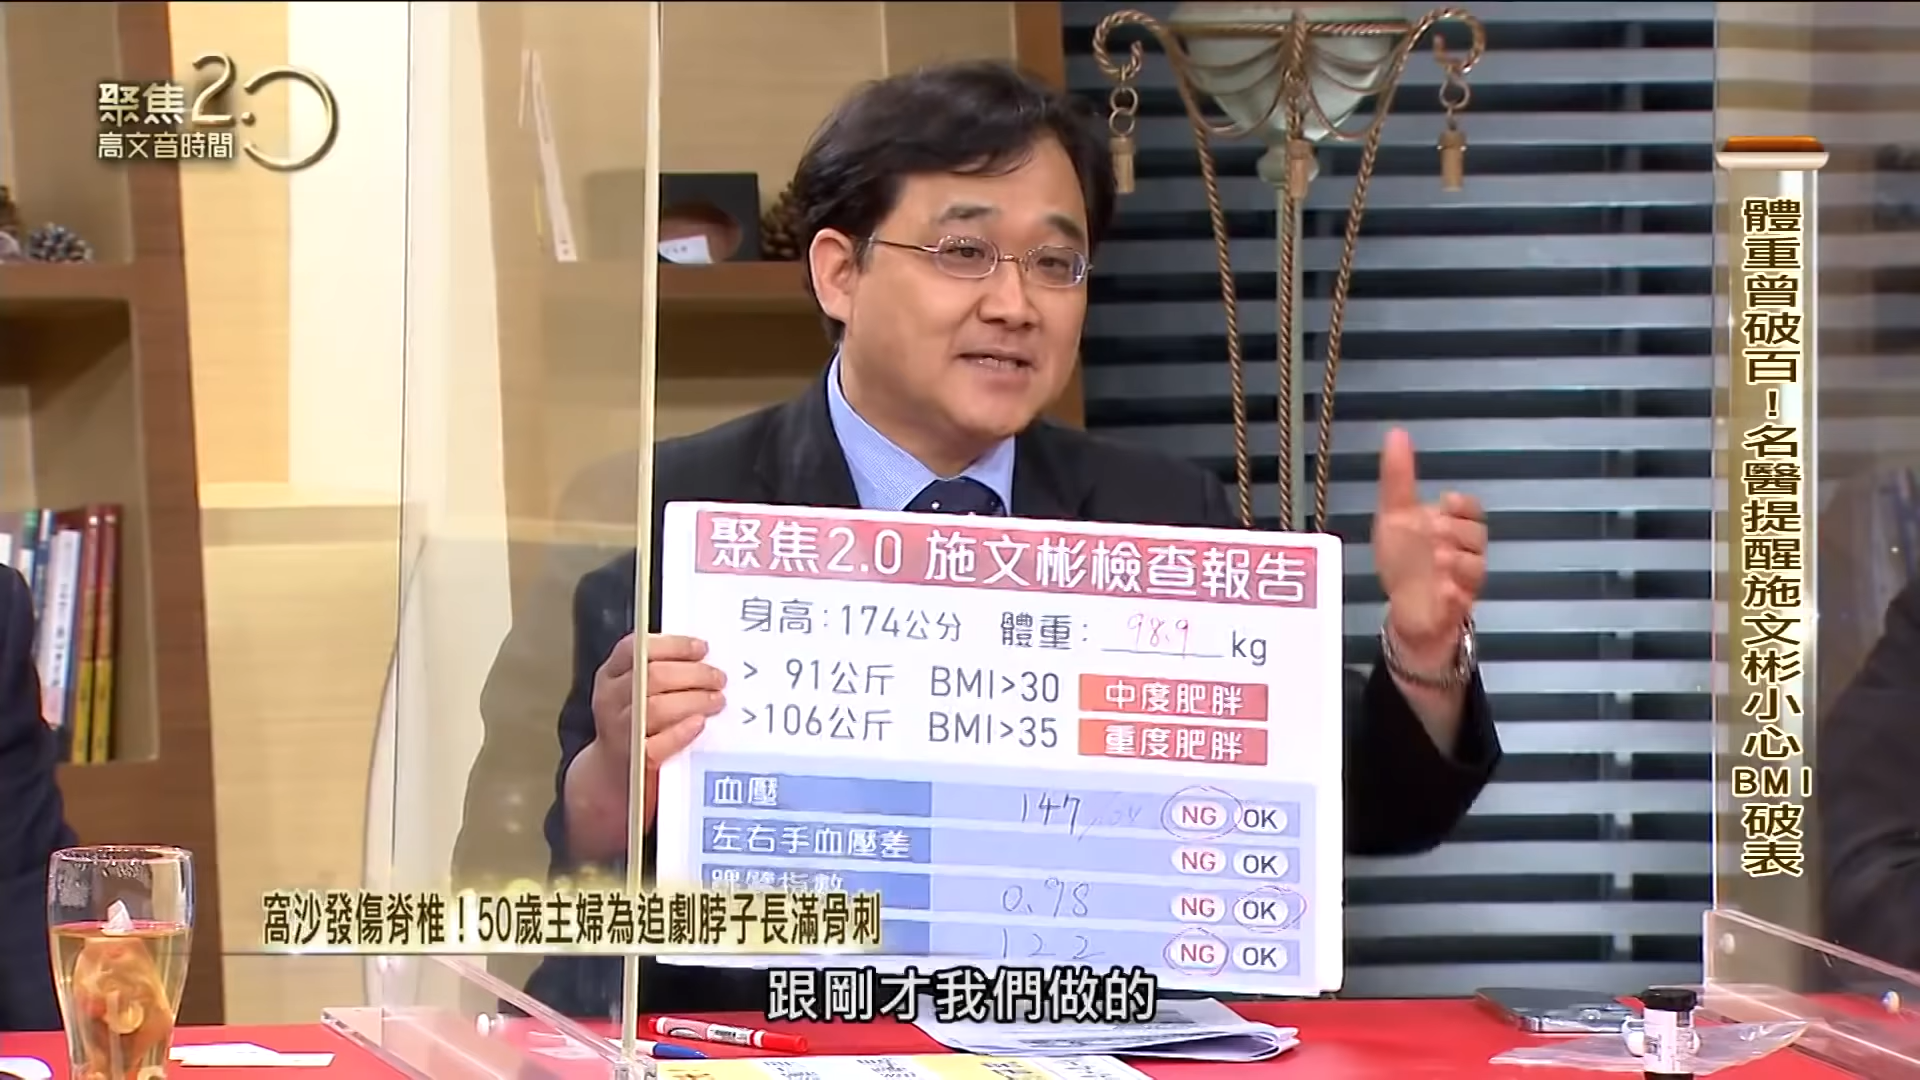 聚焦2.0
高文音時間
體重曾破百！名醫提醒施文彬小心BMI破表
聚焦2.0 施文彬檢查報告
身高:174公分 體重: 98.9 kg
> 91公斤 BMI>30 中度肥胖
>106公斤 BMI>35 重度肥胖
血壓 147/ NG OK
左右手血壓差 NG OK
0.98 NG OK
122 NG OK
窩沙發傷脊椎！50歲主婦為追劇脖子長滿骨刺
跟剛才我們做的